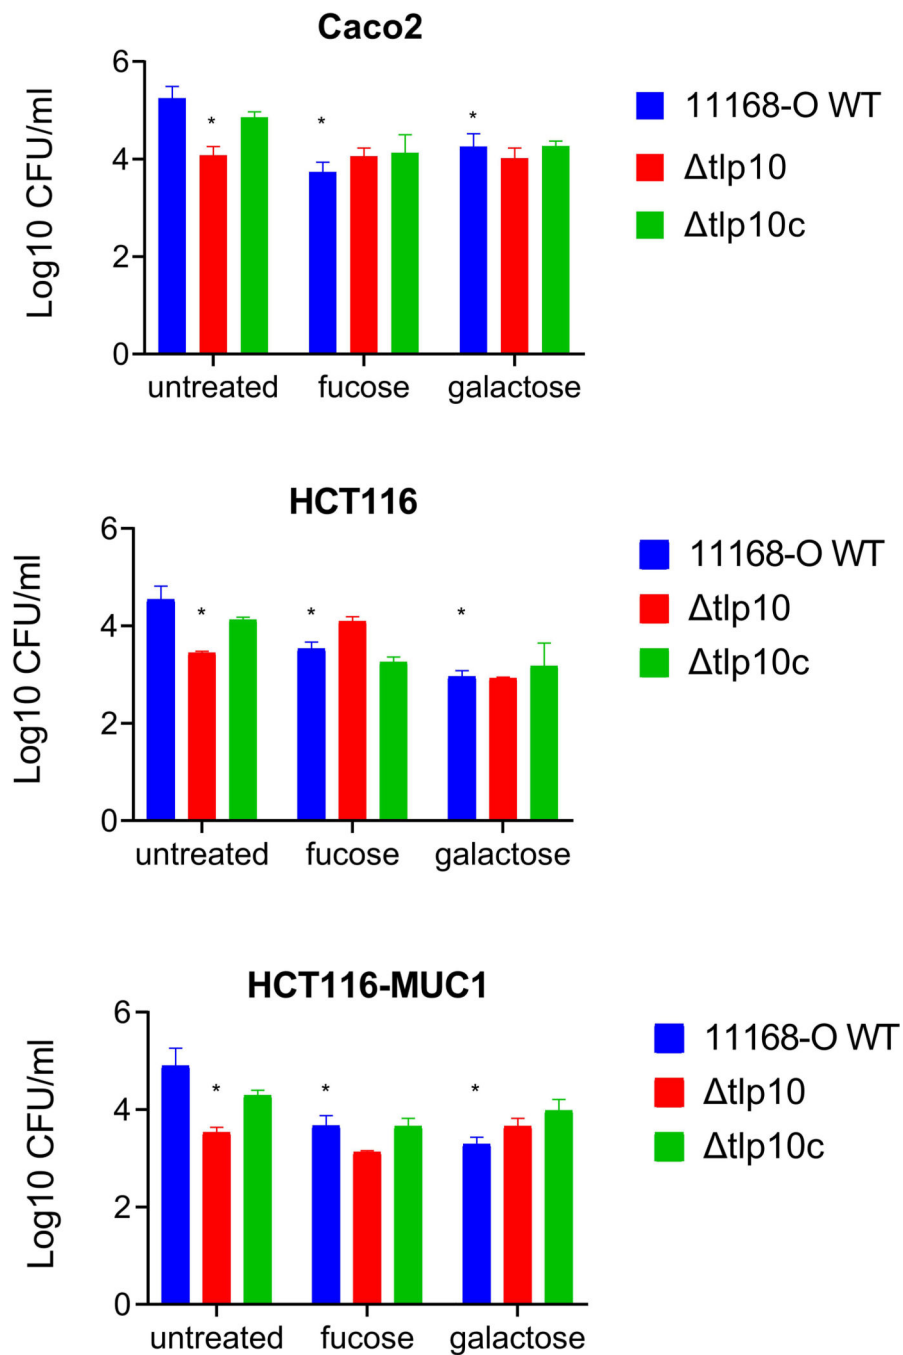 Caco2
Log10 CFU/ml
6
4
2
0
*
*
*
untreated fucose galactose
11168-O WT
Δtlp10
Δtlp10c
HCT116
Log10 CFU/ml
6
4
2
0
*
*
*
untreated fucose galactose
11168-O WT
Δtlp10
Δtlp10c
HCT116-MUC1
Log10 CFU/ml
6
4
2
0
*
*
*
untreated fucose galactose
11168-O WT
Δtlp10
Δtlp10c